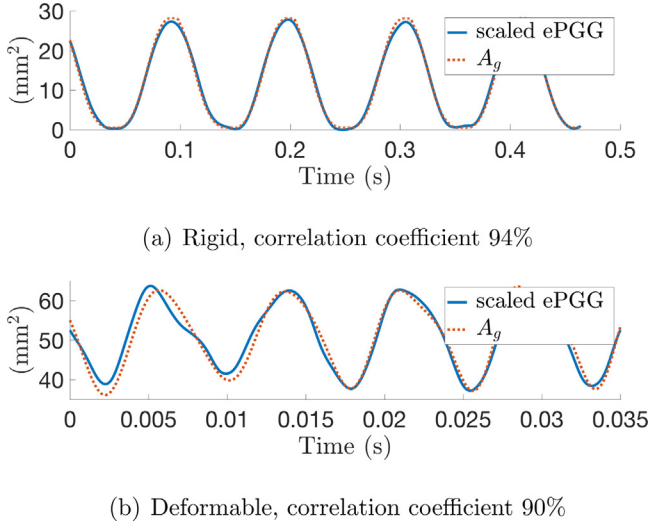 30
20
10
0
(mm²)
scaled ePGG
A_g
0 0.1 0.2 0.3 0.4 0.5
Time (s)
(a) Rigid, correlation coefficient 94%
60
50
40
(mm²)
scaled ePGG
A_g
0 0.005 0.01 0.015 0.02 0.025 0.03 0.035
Time (s)
(b) Deformable, correlation coefficient 90%